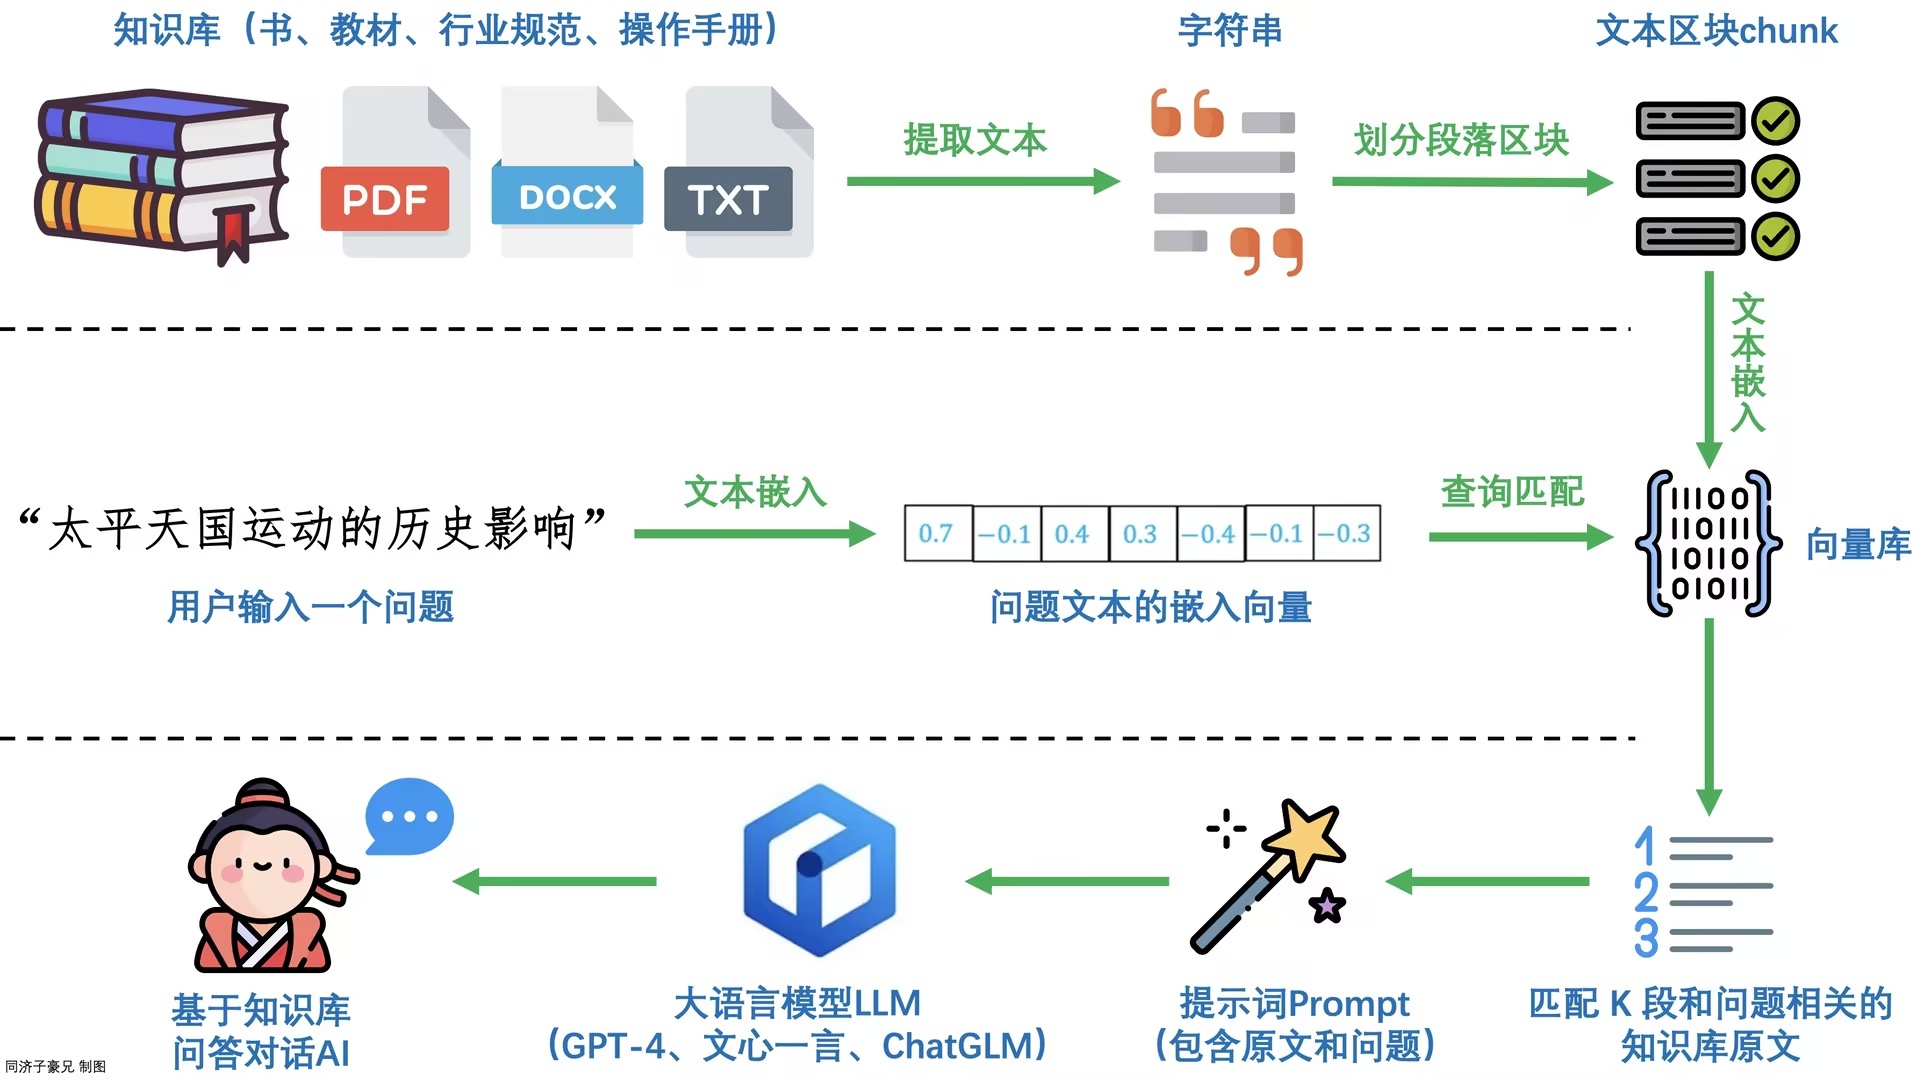 知识库（书、教材、行业规范、操作手册）
字符串
文本区块chunk
PDF
DOCX
TXT
提取文本
划分段落区块
文本嵌入
“太平天国运动的历史影响”
用户输入一个问题
文本嵌入
0.7 −0.1 0.4 0.3 −0.4 −0.1 −0.3
问题文本的嵌入向量
查询匹配
11100
11011
10110
01011
向量库
1
2
3
匹配 K 段和问题相关的
知识库原文
提示词Prompt
（包含原文和问题）
大语言模型LLM
（GPT-4、文心一言、ChatGLM）
基于知识库
问答对话AI
同济子豪兄 制图